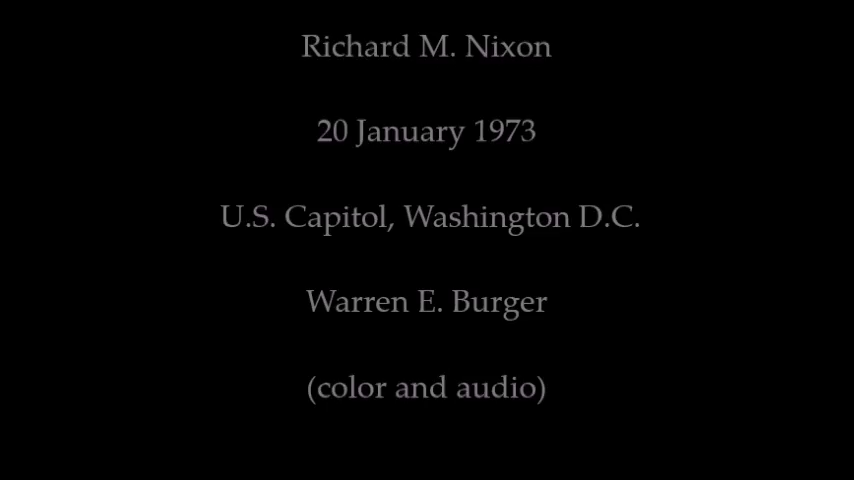 Richard M. Nixon
20 January 1973
U.S. Capitol, Washington D.C.
Warren E. Burger
(color and audio)